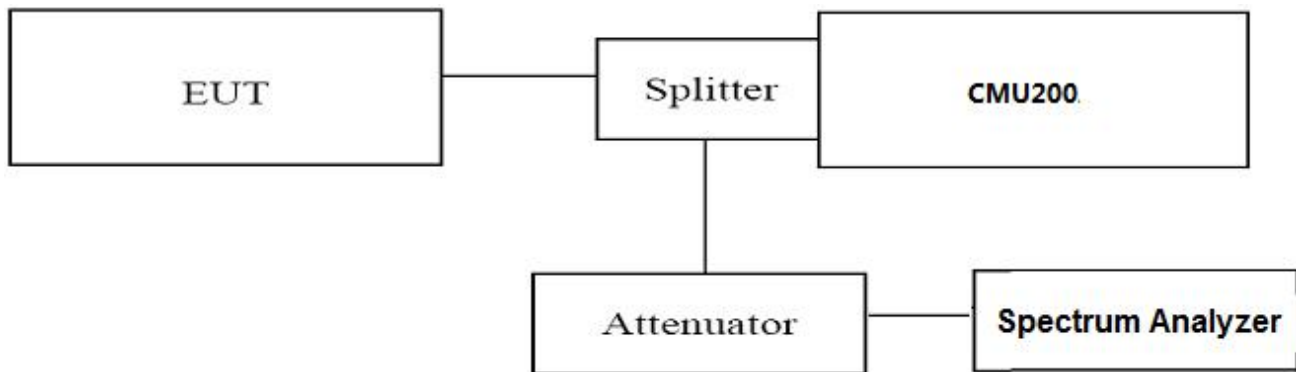 EUT
Splitter
CMU200.
Attenuator
Spectrum Analyzer